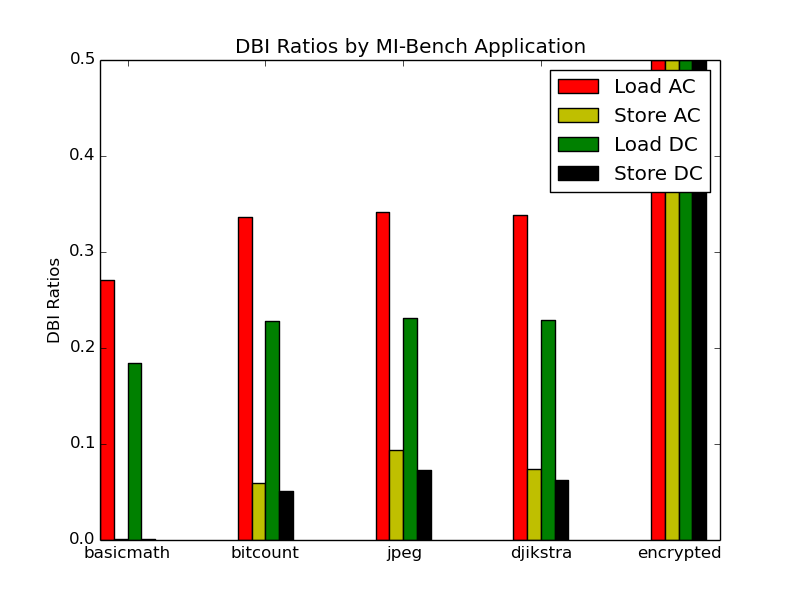 DBI Ratios by MI-Bench Application
Load AC
Store AC
Load DC
Store DC
DBI Ratios
0.5
0.4
0.3
0.2
0.1
0.0
basicmath
bitcount
jpeg
djikstra
encrypted